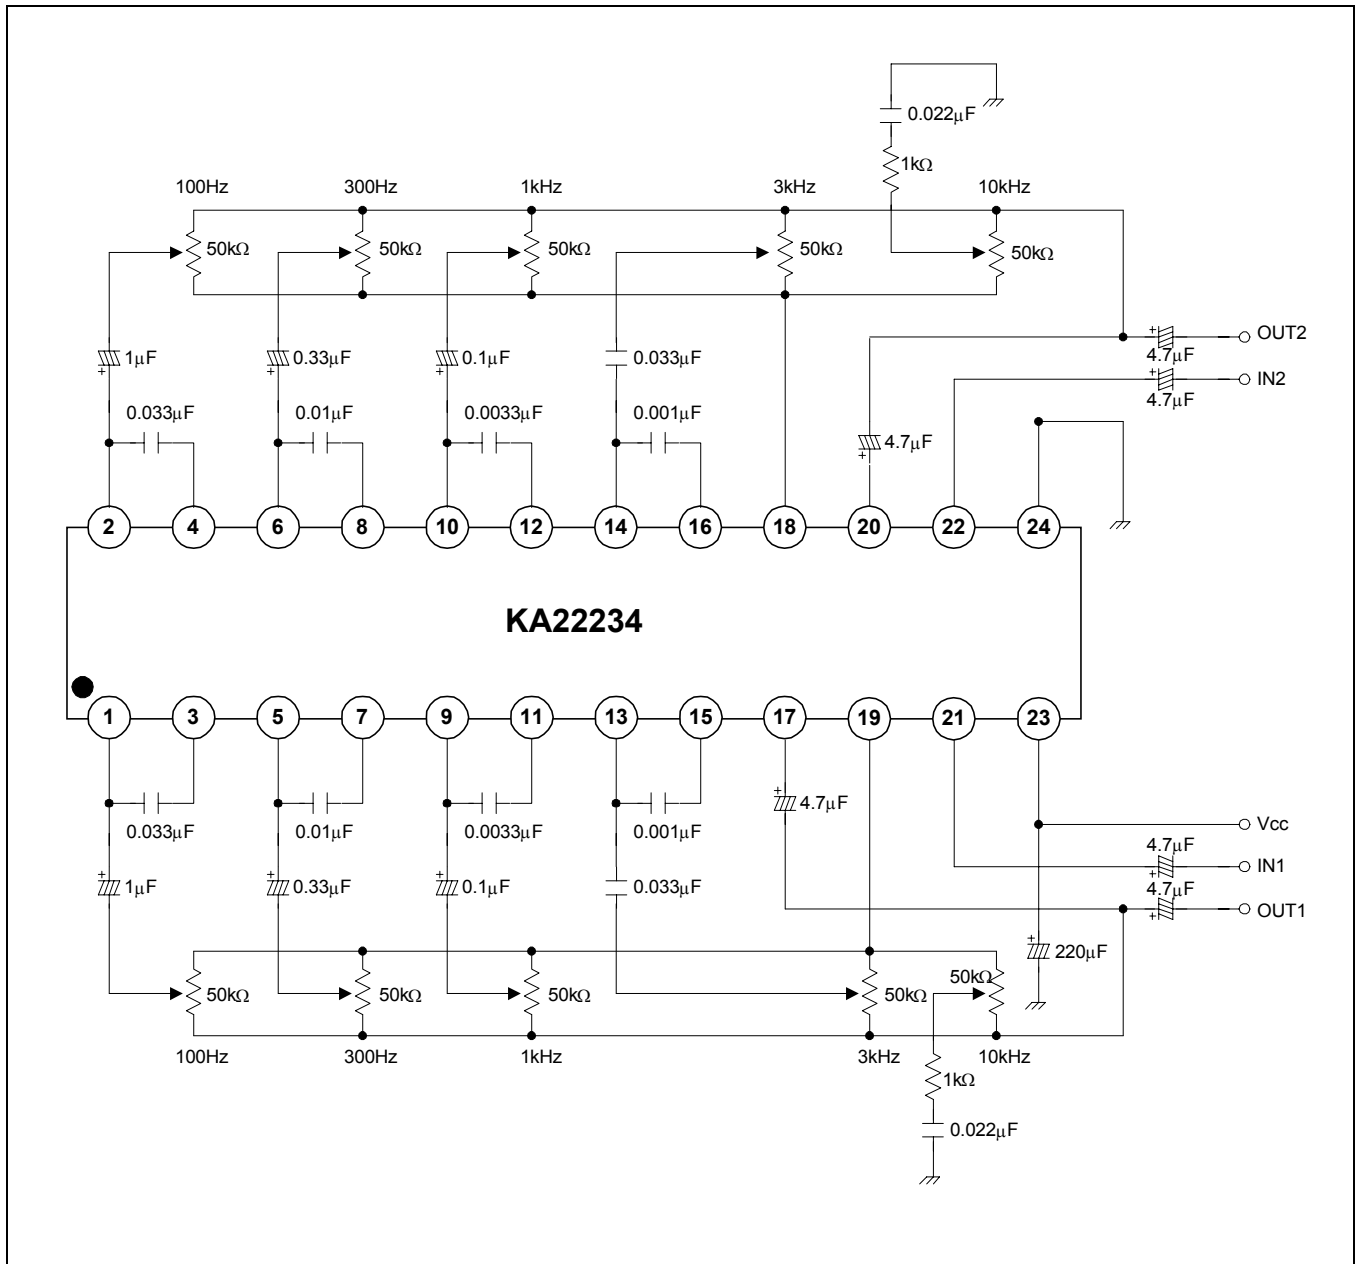 0.022μF
1kΩ
100Hz 300Hz 1kHz 3kHz 10kHz
50kΩ 50kΩ 50kΩ 50kΩ 50kΩ
+ OUT2
4.7μF
1μF 0.33μF 0.1μF 0.033μF
+ + +
+ IN2
4.7μF
0.033μF 0.01μF 0.0033μF 0.001μF
4.7μF
+
2 4 6 8 10 12 14 16 18 20 22 24
KA22234
1 3 5 7 9 11 13 15 17 19 21 23
+
4.7μF
0.033μF 0.01μF 0.0033μF 0.001μF
Vcc
4.7μF
+ IN1
+ + +
1μF 0.33μF 0.1μF 0.033μF
4.7μF
+ OUT1
+
220μF
50kΩ
50kΩ 50kΩ 50kΩ 50kΩ
100Hz 300Hz 1kHz 3kHz 10kHz
1kΩ
0.022μF